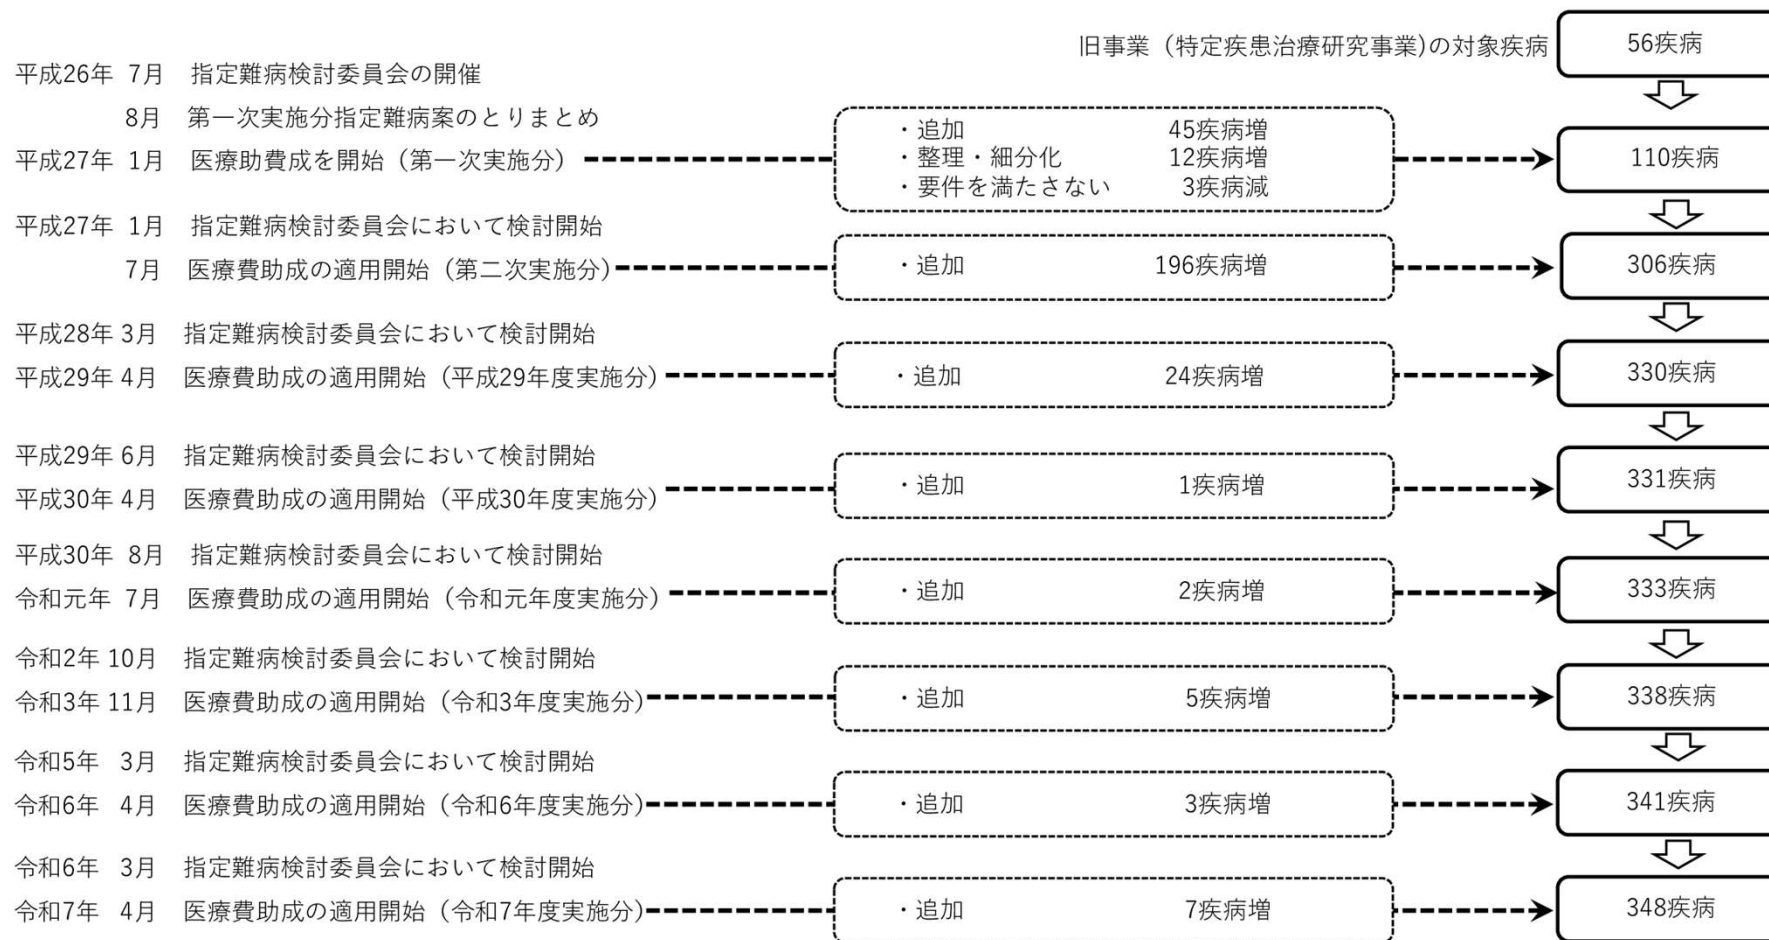 旧事業（特定疾患治療研究事業)の対象疾病 56疾病
平成26年 7月 指定難病検討委員会の開催
8月 第一次実施分指定難病案のとりまとめ
平成27年 1月 医療助費成を開始（第一次実施分）
・追加 45疾病増
・整理・細分化 12疾病増
・要件を満たさない 3疾病減
110疾病
平成27年 1月 指定難病検討委員会において検討開始
7月 医療費助成の適用開始（第二次実施分）
・追加 196疾病増
306疾病
平成28年 3月 指定難病検討委員会において検討開始
平成29年 4月 医療費助成の適用開始（平成29年度実施分）
・追加 24疾病増
330疾病
平成29年 6月 指定難病検討委員会において検討開始
平成30年 4月 医療費助成の適用開始（平成30年度実施分）
・追加 1疾病増
331疾病
平成30年 8月 指定難病検討委員会において検討開始
令和元年 7月 医療費助成の適用開始（令和元年度実施分）
・追加 2疾病増
333疾病
令和2年 10月 指定難病検討委員会において検討開始
令和3年 11月 医療費助成の適用開始（令和3年度実施分）
・追加 5疾病増
338疾病
令和5年 3月 指定難病検討委員会において検討開始
令和6年 4月 医療費助成の適用開始（令和6年度実施分）
・追加 3疾病増
341疾病
令和6年 3月 指定難病検討委員会において検討開始
令和7年 4月 医療費助成の適用開始（令和7年度実施分）
・追加 7疾病増
348疾病